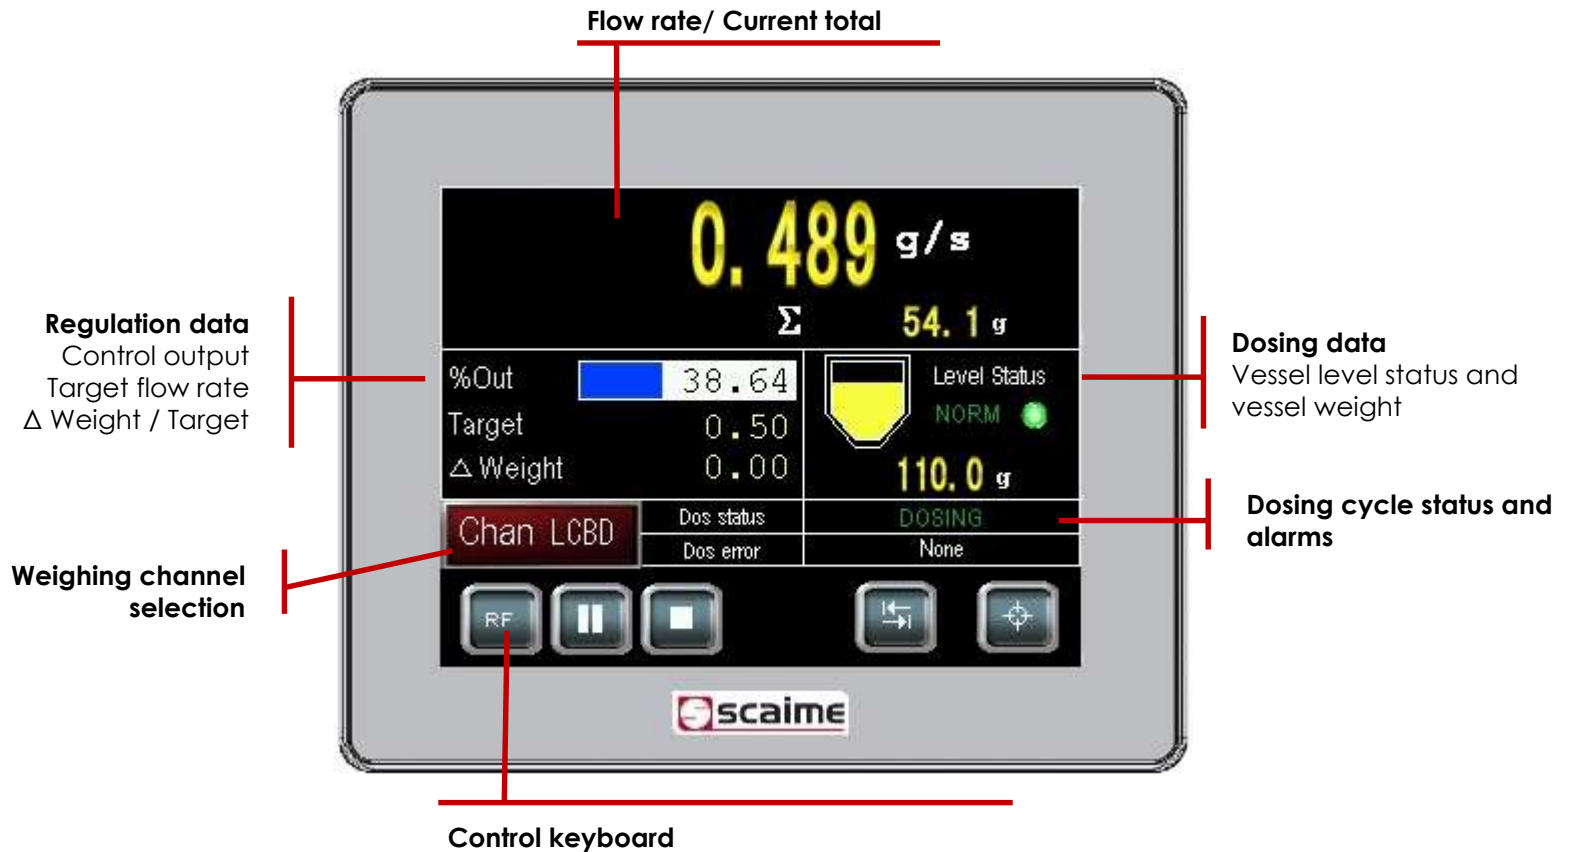 Flow rate/ Current total
0.489 g/s
Σ 54.1 g
Regulation data
Control output
Target flow rate
Δ Weight / Target
%Out 38.64
Target 0.50
Δ Weight 0.00
Level Status
NORM
110.0 g
Dosing data
Vessel level status and
vessel weight
Chan LCBD
Dos status DOSING
Dos error None
Dosing cycle status and
alarms
Weighing channel
selection
RF
scaime
Control keyboard